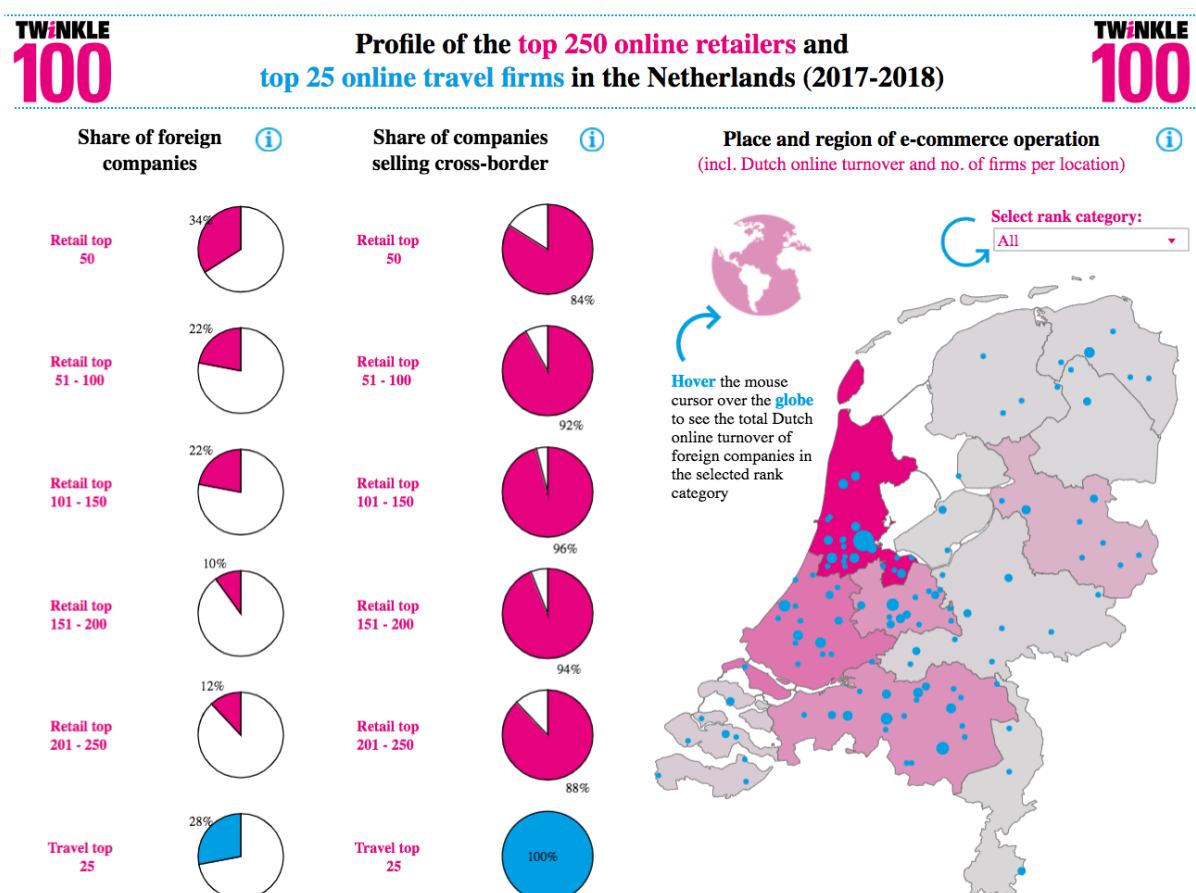 TWiNKLE
100
Profile of the top 250 online retailers and
top 25 online travel firms in the Netherlands (2017-2018)
TWiNKLE
100
Share of foreign
companies
i
Share of companies
selling cross-border
i
Place and region of e-commerce operation
(incl. Dutch online turnover and no. of firms per location)
i
Retail top
50
34%
Retail top
50
84%
Retail top
51 - 100
22%
Retail top
51 - 100
92%
Retail top
101 - 150
22%
Retail top
101 - 150
96%
Retail top
151 - 200
10%
Retail top
151 - 200
94%
Retail top
201 - 250
12%
Retail top
201 - 250
88%
Travel top
25
28%
Travel top
25
100%
Select rank category:
All
Hover the mouse
cursor over the globe
to see the total Dutch
online turnover of
foreign companies in
the selected rank
category